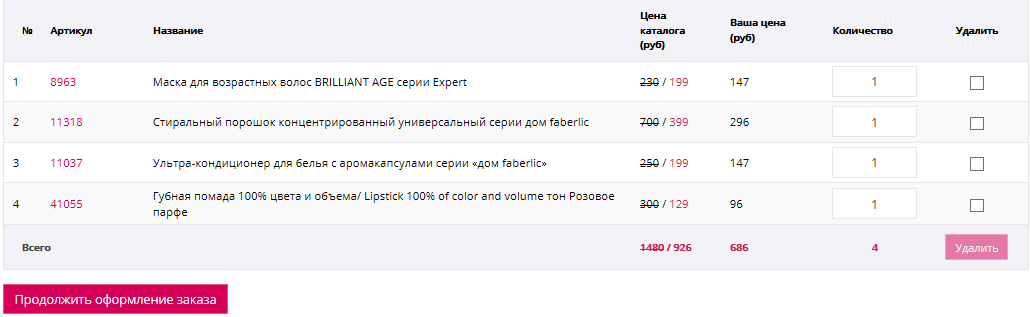 № Артикул Название Цена каталога (руб) Ваша цена (руб) Количество Удалить
1 8963 Маска для возрастных волос BRILLIANT AGE серии Expert 230 / 199 147 1
2 11318 Стиральный порошок концентрированный универсальный серии дом faberlic 700 / 399 296 1
3 11037 Ультра-кондиционер для белья с аромакапсулами серии «дом faberlic» 250 / 199 147 1
4 41055 Губная помада 100% цвета и объема/ Lipstick 100% of color and volume тон Розовое
парфе 300 / 129 96 1
Всего 1480 / 926 686 4 Удалить
Продолжить оформление заказа